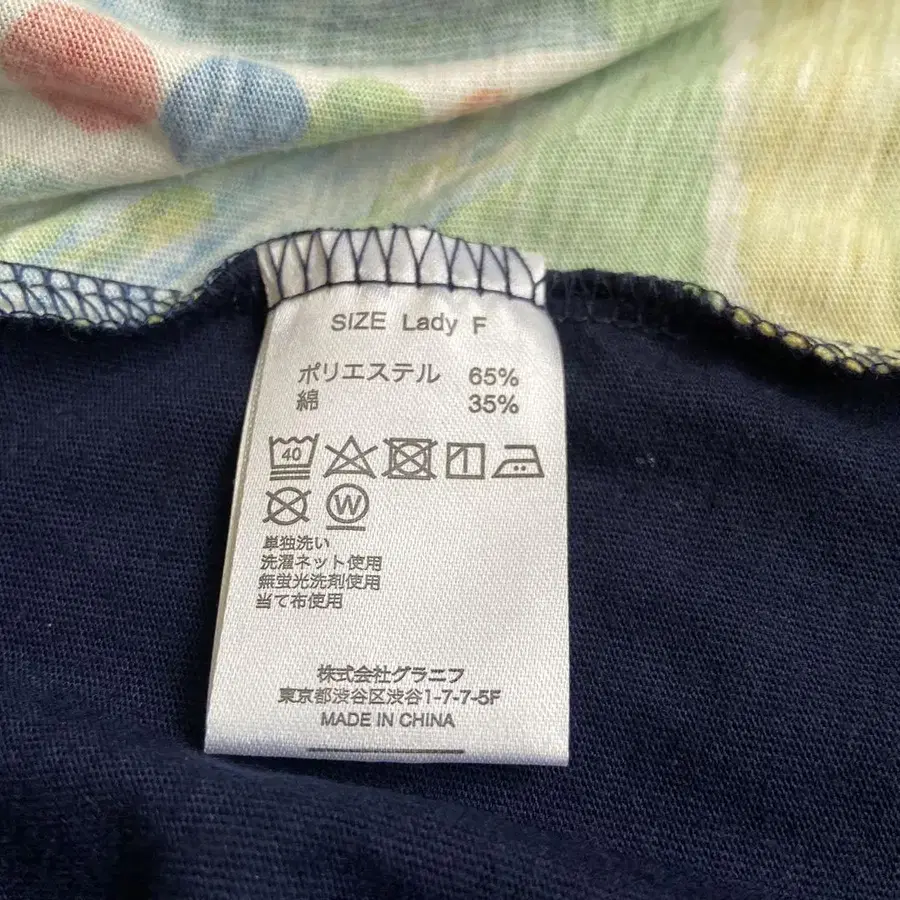 SIZE Lady F
ポリエステル 65%
綿 35%
40
W
単独洗い
洗濯ネット使用
無蛍光洗剤使用
当て布使用
株式会社グラニフ
東京都渋谷区渋谷1-7-7-5F
MADE IN CHINA